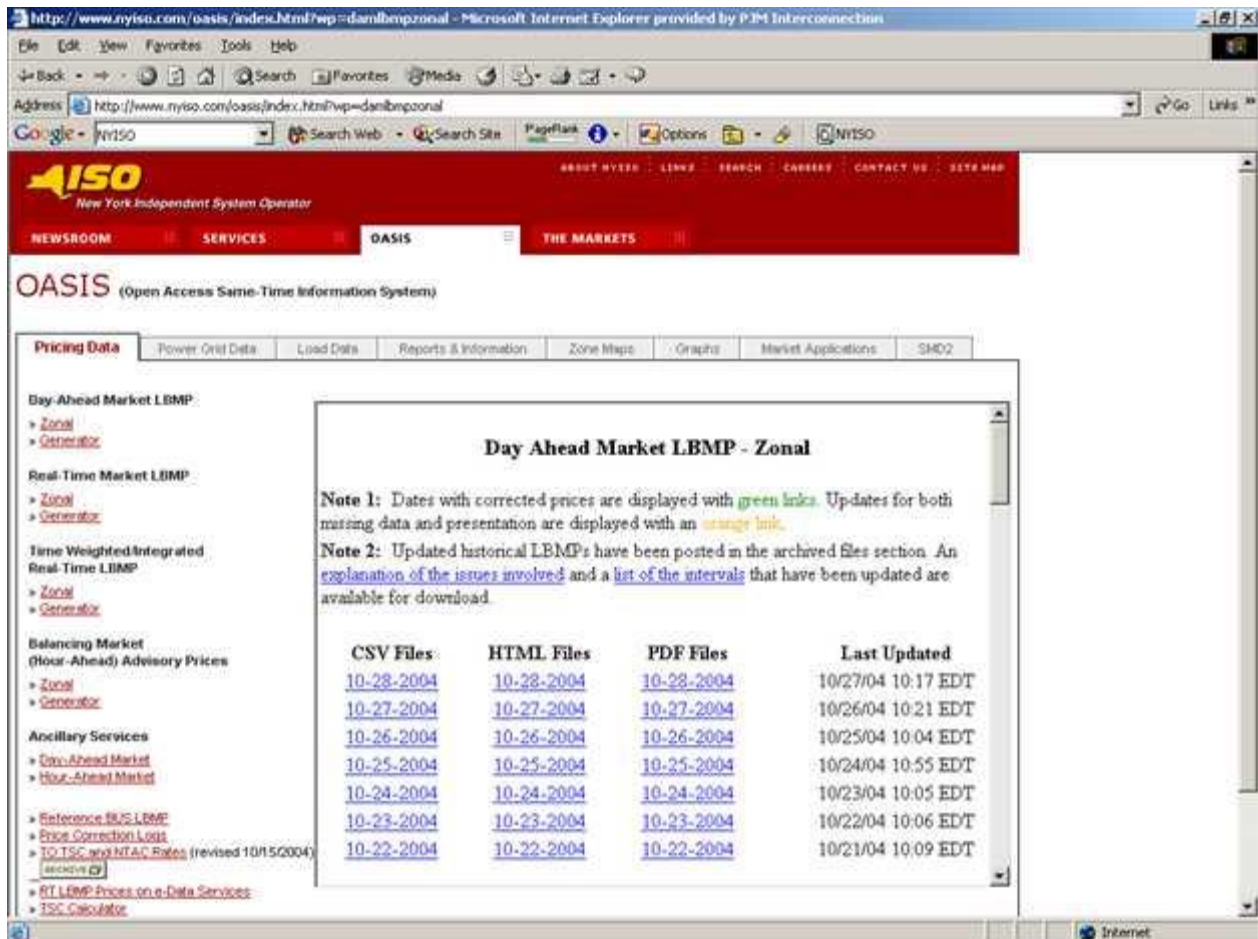 http://www.nyiso.com/oasis/index.html?wp=damlbmpzonal - Microsoft Internet Explorer provided by PJM Interconnection
File Edit View Favorites Tools Help
Back Search Favorites Media
Address http://www.nyiso.com/oasis/index.html?wp=damlbmpzonal Go Links »
Google NYISO Search Web Search Site PageRank Options NYISO
ISO
New York Independent System Operator
ABOUT NYISO LINKS SEARCH CAREERS CONTACT US SITE MAP
NEWSROOM SERVICES OASIS THE MARKETS
OASIS (Open Access Same-Time Information System)
Pricing Data Power Grid Data Load Data Reports & Information Zone Maps Graphs Market Applications SMD2
Day-Ahead Market LBMP
» Zonal
» Generator
Real-Time Market LBMP
» Zonal
» Generator
Time Weighted/Integrated
Real-Time LBMP
» Zonal
» Generator
Balancing Market
(Hour-Ahead) Advisory Prices
» Zonal
» Generator
Ancillary Services
» Day-Ahead Market
» Hour-Ahead Market
» Reference BUS LBMP
» Price Correction Logs
» TO TSC and NTAC Rates (revised 10/15/2004)
ARCHIVE
» RT LBMP Prices on e-Data Services
» TSC Calculator
Day Ahead Market LBMP - Zonal
Note 1: Dates with corrected prices are displayed with green links. Updates for both
missing data and presentation are displayed with an orange link.
Note 2: Updated historical LBMPs have been posted in the archived files section. An
explanation of the issues involved and a list of the intervals that have been updated are
available for download.
CSV Files HTML Files PDF Files Last Updated
10-28-2004 10-28-2004 10-28-2004 10/27/04 10:17 EDT
10-27-2004 10-27-2004 10-27-2004 10/26/04 10:21 EDT
10-26-2004 10-26-2004 10-26-2004 10/25/04 10:04 EDT
10-25-2004 10-25-2004 10-25-2004 10/24/04 10:55 EDT
10-24-2004 10-24-2004 10-24-2004 10/23/04 10:05 EDT
10-23-2004 10-23-2004 10-23-2004 10/22/04 10:06 EDT
10-22-2004 10-22-2004 10-22-2004 10/21/04 10:09 EDT
Internet